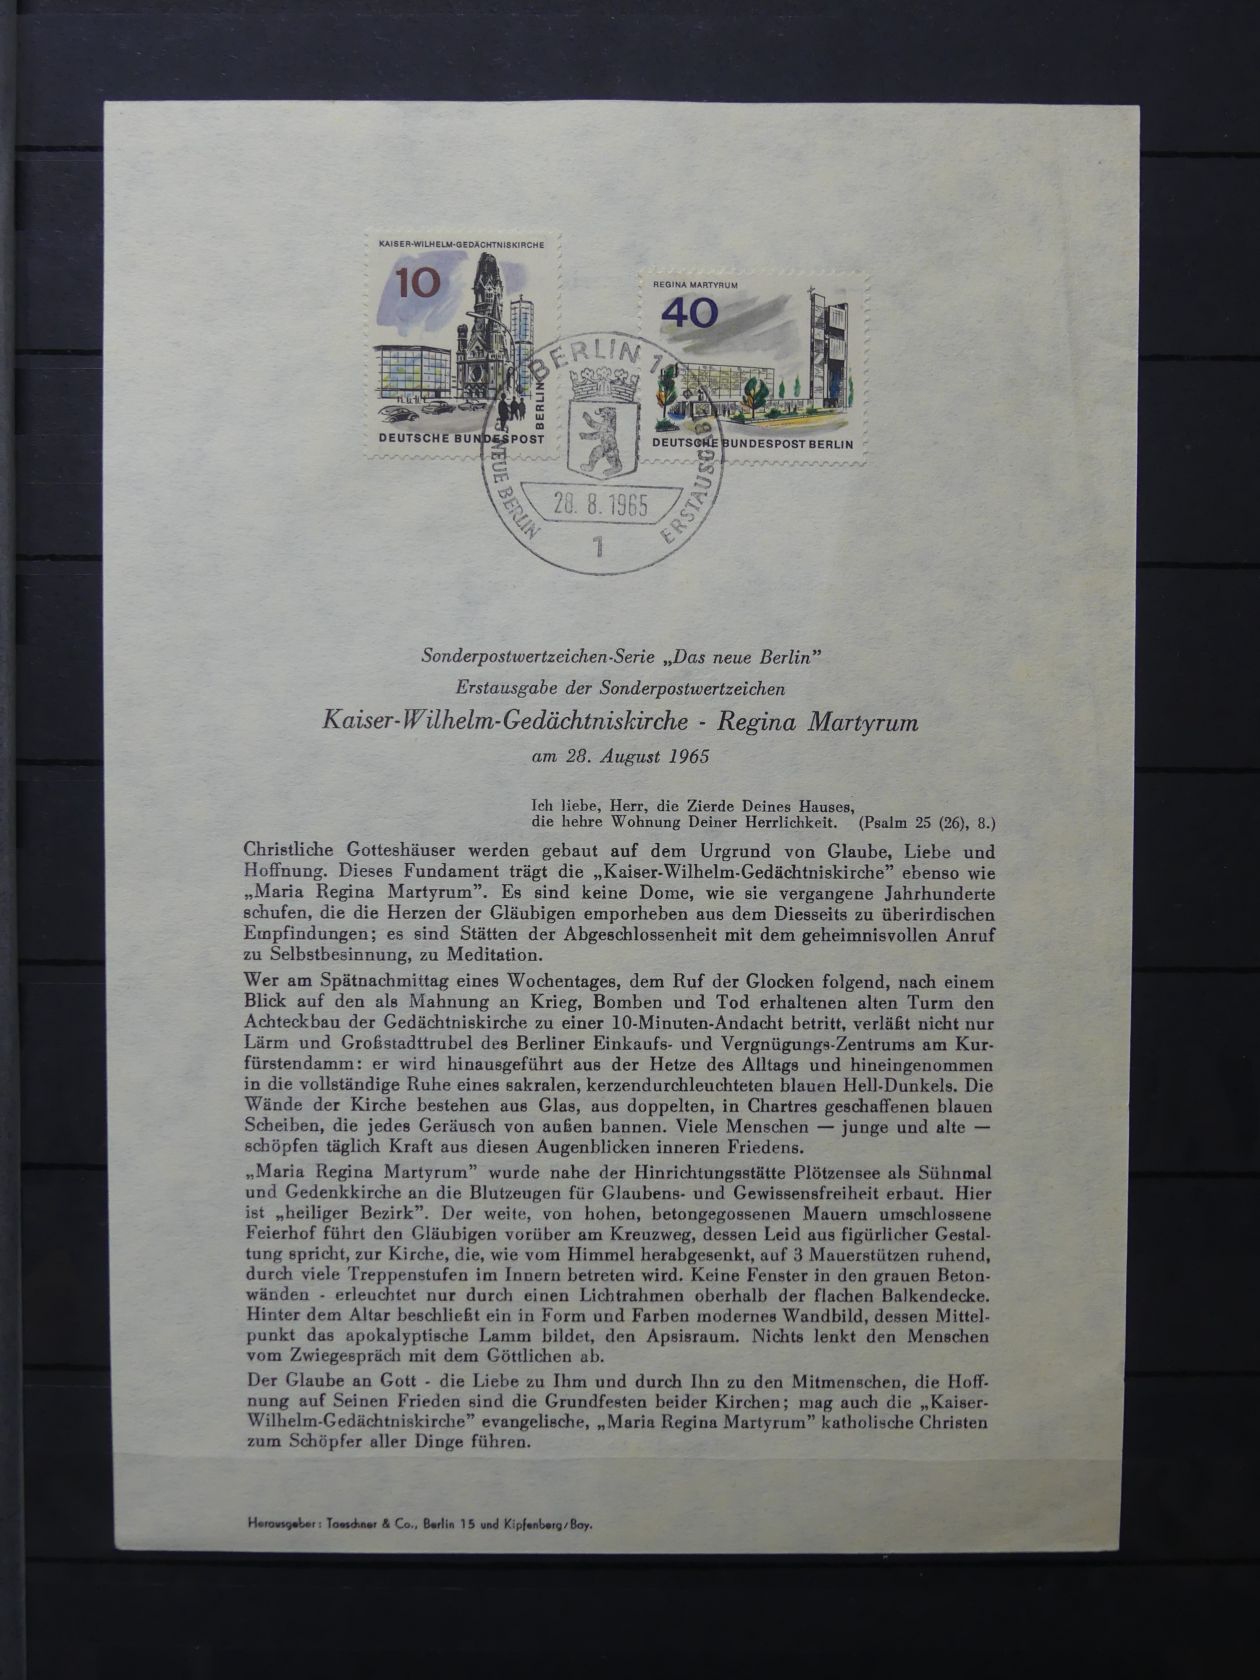 KAISER-WILHELM-GEDÄCHTNISKIRCHE
10
BERLIN
DEUTSCHE BUNDESPOST
REGINA MARTYRUM
40
DEUTSCHE BUNDESPOST BERLIN
BERLIN 1
NEUE BERLIN
ERSTAUSGABE
28. 8. 1965
1
Sonderpostwertzeichen-Serie „Das neue Berlin”
Erstausgabe der Sonderpostwertzeichen
Kaiser-Wilhelm-Gedächtniskirche - Regina Martyrum
am 28. August 1965
Ich liebe, Herr, die Zierde Deines Hauses,
die hehre Wohnung Deiner Herrlichkeit. (Psalm 25 (26), 8.)
Christliche Gotteshäuser werden gebaut auf dem Urgrund von Glaube, Liebe und
Hoffnung. Dieses Fundament trägt die „Kaiser-Wilhelm-Gedächtniskirche” ebenso wie
„Maria Regina Martyrum”. Es sind keine Dome, wie sie vergangene Jahrhunderte
schufen, die die Herzen der Gläubigen emporheben aus dem Diesseits zu überirdischen
Empfindungen; es sind Stätten der Abgeschlossenheit mit dem geheimnisvollen Anruf
zu Selbstbesinnung, zu Meditation.
Wer am Spätnachmittag eines Wochentages, dem Ruf der Glocken folgend, nach einem
Blick auf den als Mahnung an Krieg, Bomben und Tod erhaltenen alten Turm den
Achteckbau der Gedächtniskirche zu einer 10-Minuten-Andacht betritt, verläßt nicht nur
Lärm und Großstadttrubel des Berliner Einkaufs- und Vergnügungs-Zentrums am Kur-
fürstendamm: er wird hinausgeführt aus der Hetze des Alltags und hineingenommen
in die vollständige Ruhe eines sakralen, kerzendurchleuchteten blauen Hell-Dunkels. Die
Wände der Kirche bestehen aus Glas, aus doppelten, in Chartres geschaffenen blauen
Scheiben, die jedes Geräusch von außen bannen. Viele Menschen — junge und alte —
schöpfen täglich Kraft aus diesen Augenblicken inneren Friedens.
„Maria Regina Martyrum” wurde nahe der Hinrichtungsstätte Plötzensee als Sühnmal
und Gedenkkirche an die Blutzeugen für Glaubens- und Gewissensfreiheit erbaut. Hier
ist „heiliger Bezirk”. Der weite, von hohen, betongegossenen Mauern umschlossene
Feierhof führt den Gläubigen vorüber am Kreuzweg, dessen Leid aus figürlicher Gestal-
tung spricht, zur Kirche, die, wie vom Himmel herabgesenkt, auf 3 Mauerstützen ruhend,
durch viele Treppenstufen im Innern betreten wird. Keine Fenster in den grauen Beton-
wänden - erleuchtet nur durch einen Lichtrahmen oberhalb der flachen Balkendecke.
Hinter dem Altar beschließt ein in Form und Farben modernes Wandbild, dessen Mittel-
punkt das apokalyptische Lamm bildet, den Apsisraum. Nichts lenkt den Menschen
vom Zwiegespräch mit dem Göttlichen ab.
Der Glaube an Gott - die Liebe zu Ihm und durch Ihn zu den Mitmenschen, die Hoff-
nung auf Seinen Frieden sind die Grundfesten beider Kirchen; mag auch die „Kaiser-
Wilhelm-Gedächtniskirche” evangelische, „Maria Regina Martyrum” katholische Christen
zum Schöpfer aller Dinge führen.
Herausgeber: Taeschner & Co., Berlin 15 und Kipfenberg/Bay.